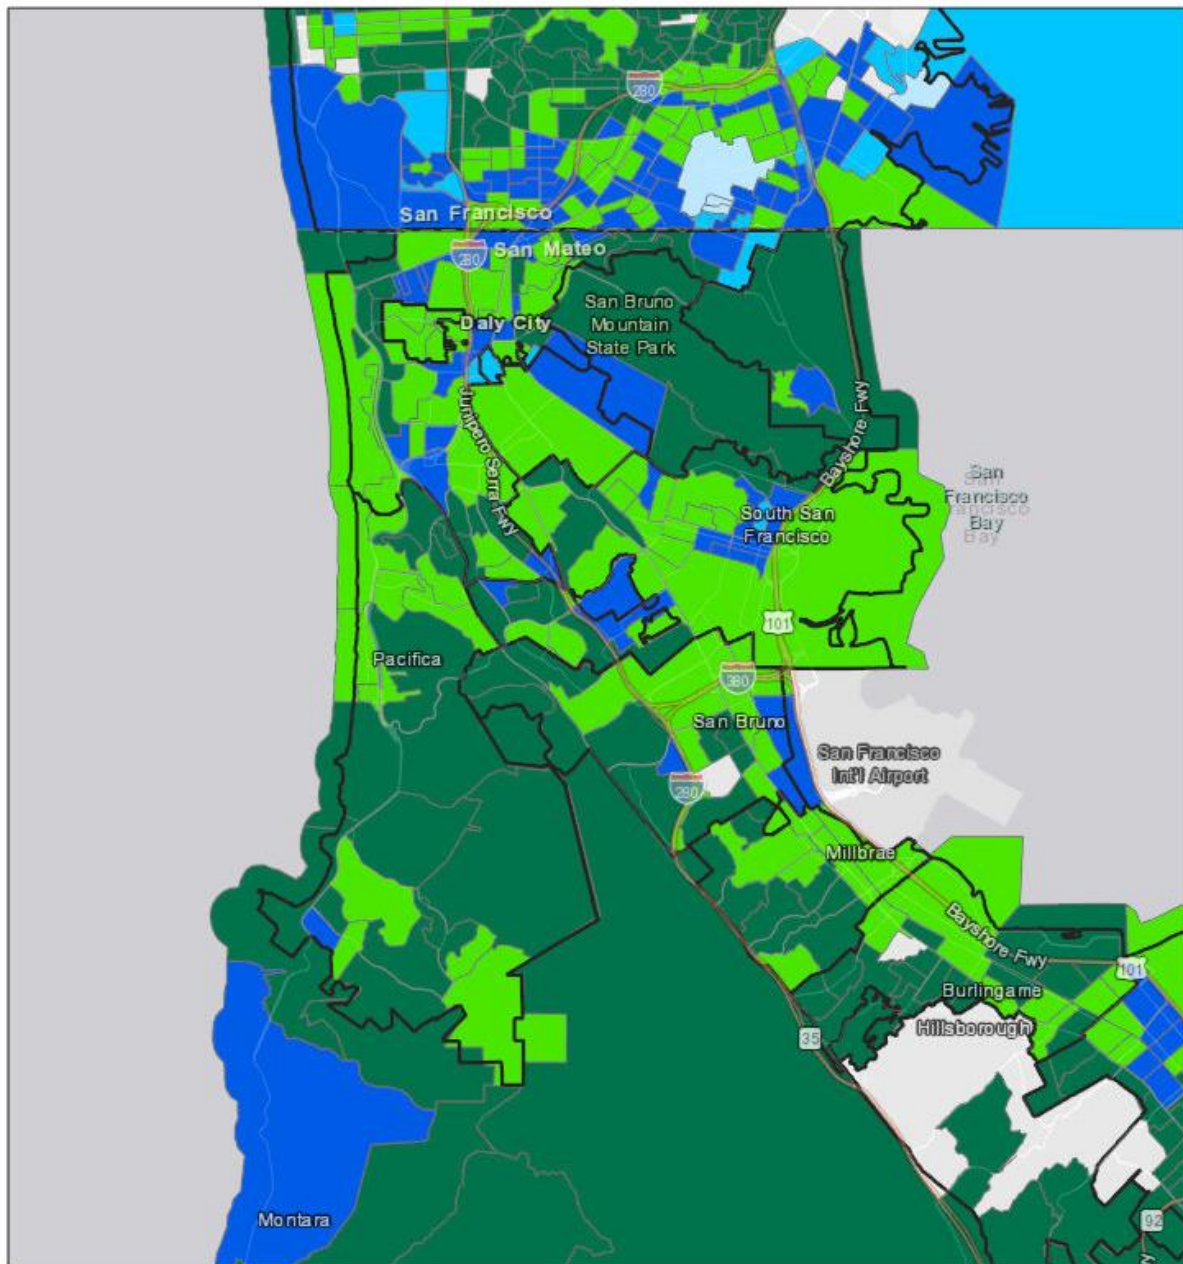 280
San Francisco
280
San Mateo
San Bruno
Mountain
State Park
Daly City
Junipero Serra Fwy
Bayshore Fwy
San
Francisco
Bay
South San
Francisco
101
Pacifica
380
San Bruno
San Francisco
Int'l Airport
280
Millbrae
Bayshore Fwy
101
Burlingame
Hillsborough
35
Montara
92